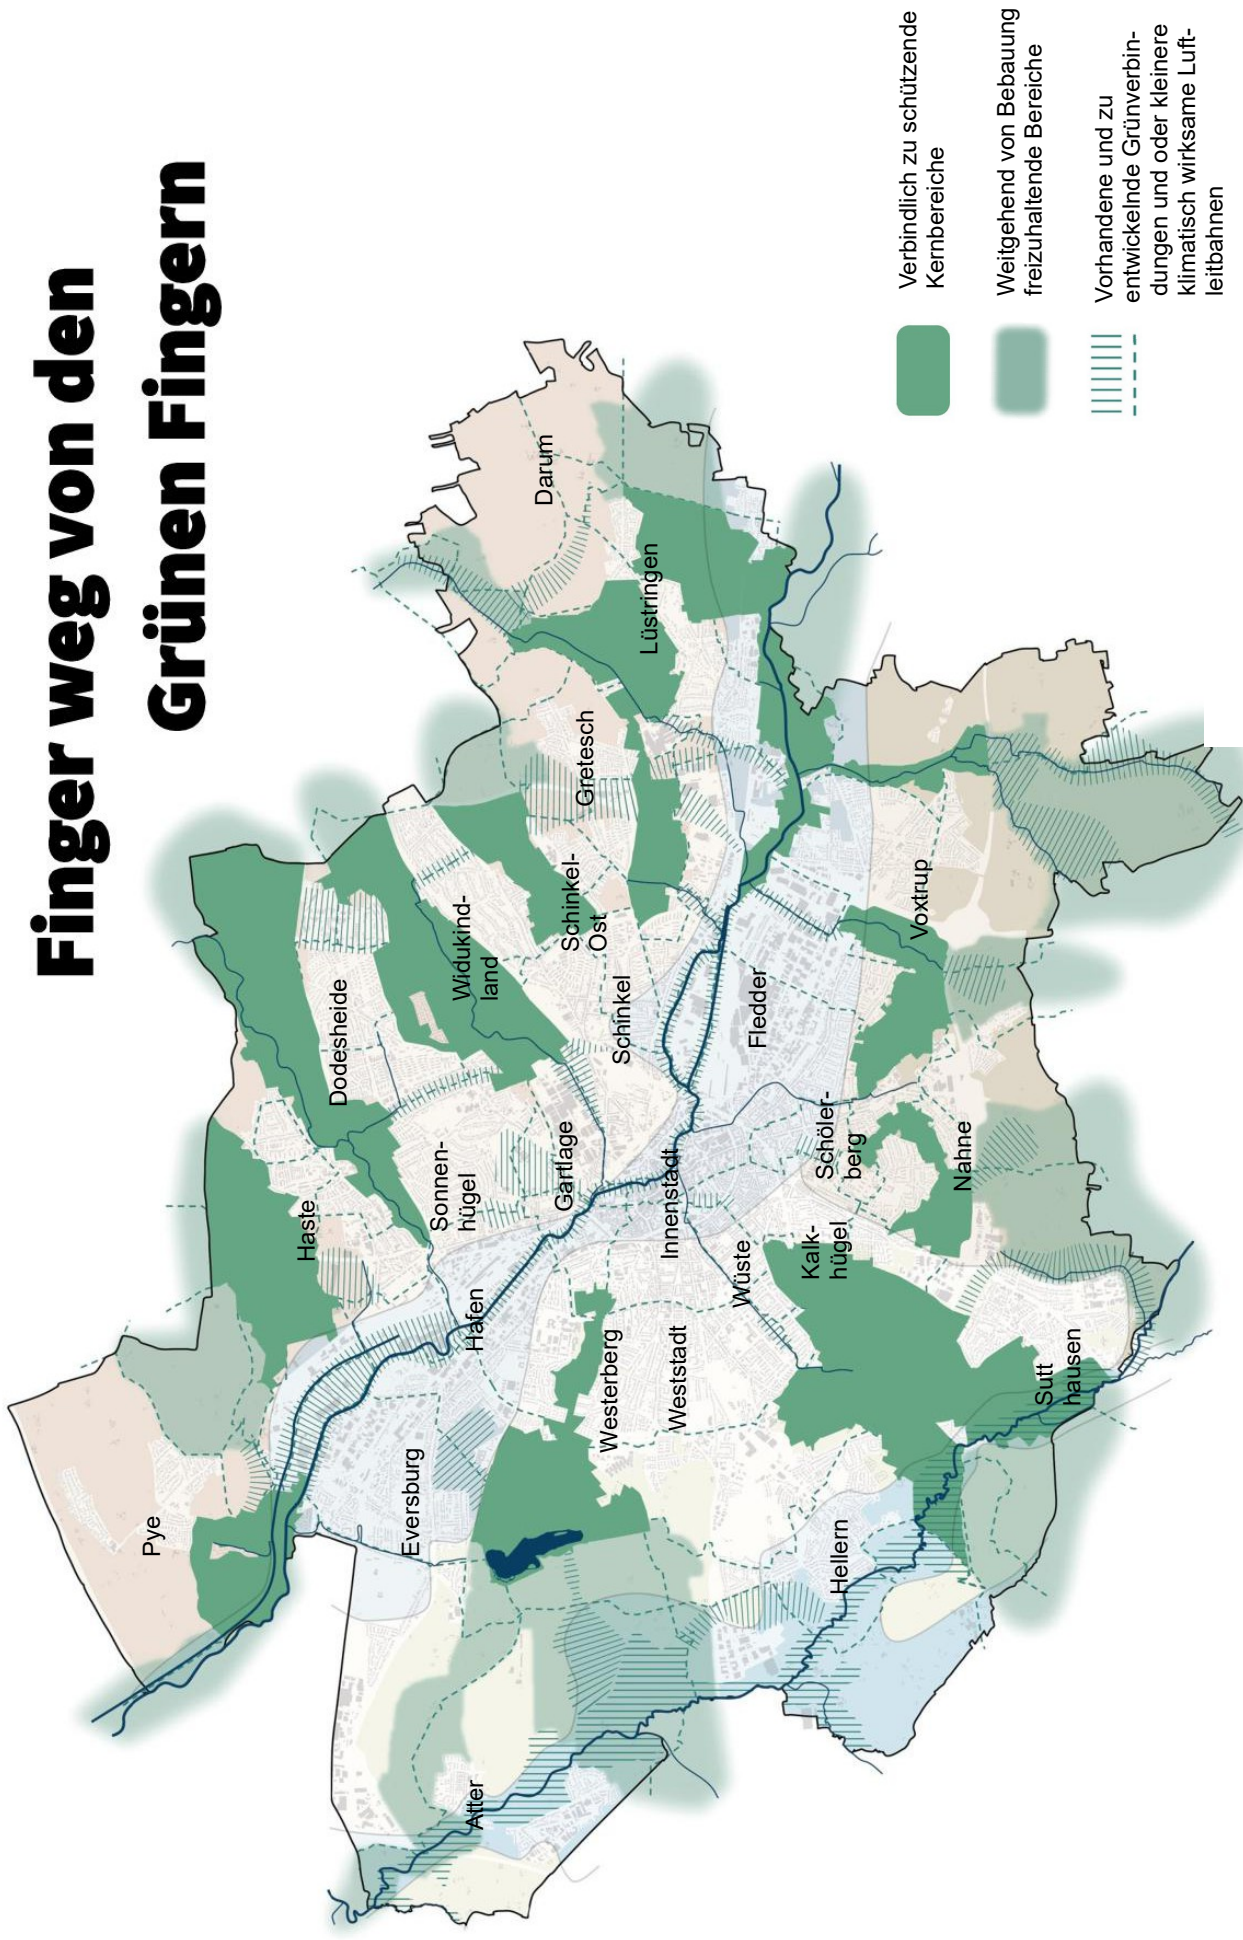 Finger weg von den
Grünen Fingern
Pye
Haste
Dodesheide
Widukind-
land
Sonnen-
hügel
Gartlage
Hafen
Eversburg
Atter
Westerberg
Weststadt
Innenstadt
Wüste
Schinkel
Schinkel-
Ost
Gretesch
Darum
Lüstringen
Fledder
Schöler-
berg
Kalk-
hügel
Voxtrup
Nahne
Hellern
Sutt
hausen
Verbindlich zu schützende
Kernbereiche
Weitgehend von Bebauung
freizuhaltende Bereiche
Vorhandene und zu
entwickelnde Grünverbin-
dungen und oder kleinere
klimatisch wirksame Luft-
leitbahnen